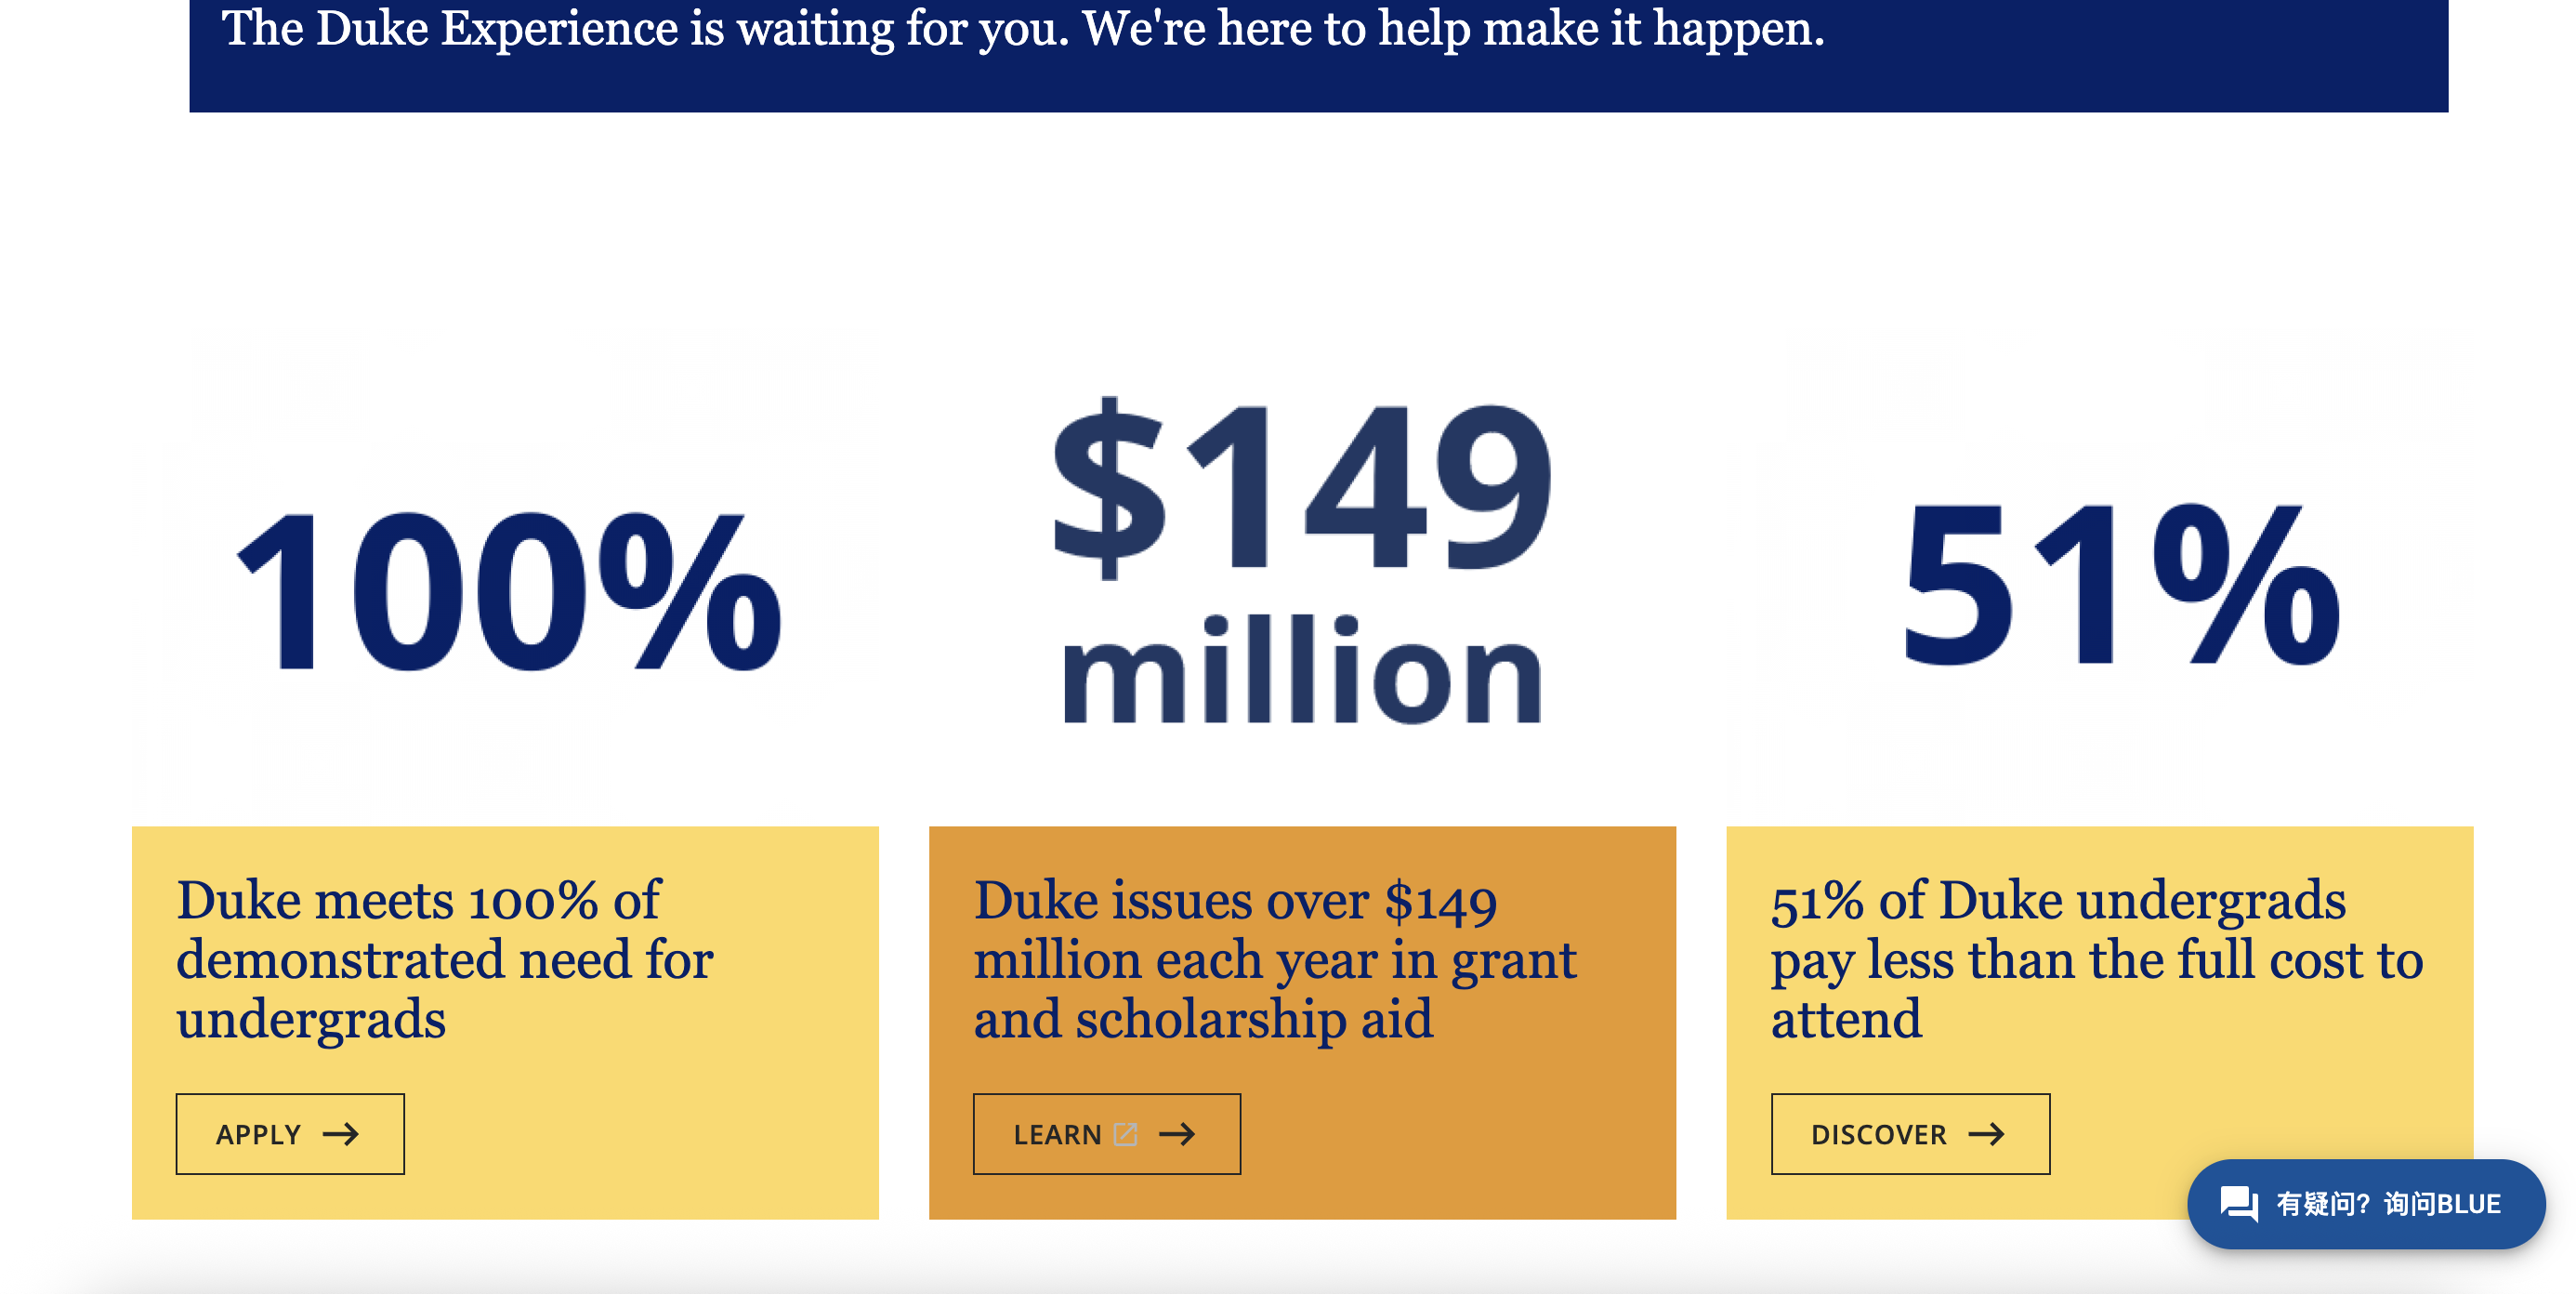 The Duke Experience is waiting for you. We're here to help make it happen.
100%
$149
million
51%
Duke meets 100% of
demonstrated need for
undergrads
APPLY
Duke issues over $149
million each year in grant
and scholarship aid
LEARN
51% of Duke undergrads
pay less than the full cost to
attend
DISCOVER
有疑问？询问BLUE